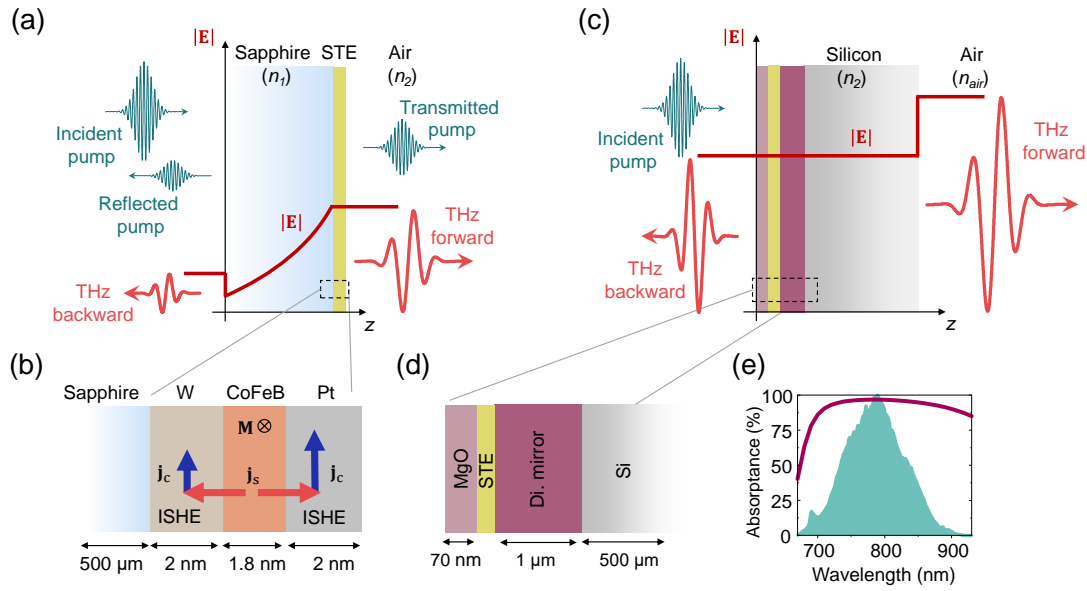 (a)
|E|
Sapphire
(n1)
STE
Air
(n2)
Incident
pump
Reflected
pump
Transmitted
pump
|E|
THz
forward
THz
backward
z
(b)
Sapphire
W
CoFeB
Pt
M ⊗
jc
js
jc
ISHE
ISHE
500 µm
2 nm
1.8 nm
2 nm
(c)
|E|
Silicon
(n2)
Air
(nair)
Incident
pump
|E|
THz
forward
THz
backward
z
(d)
MgO
STE
Di. mirror
Si
70 nm
1 µm
500 µm
(e)
Absorptance (%)
100
75
50
25
0
700
800
900
Wavelength (nm)